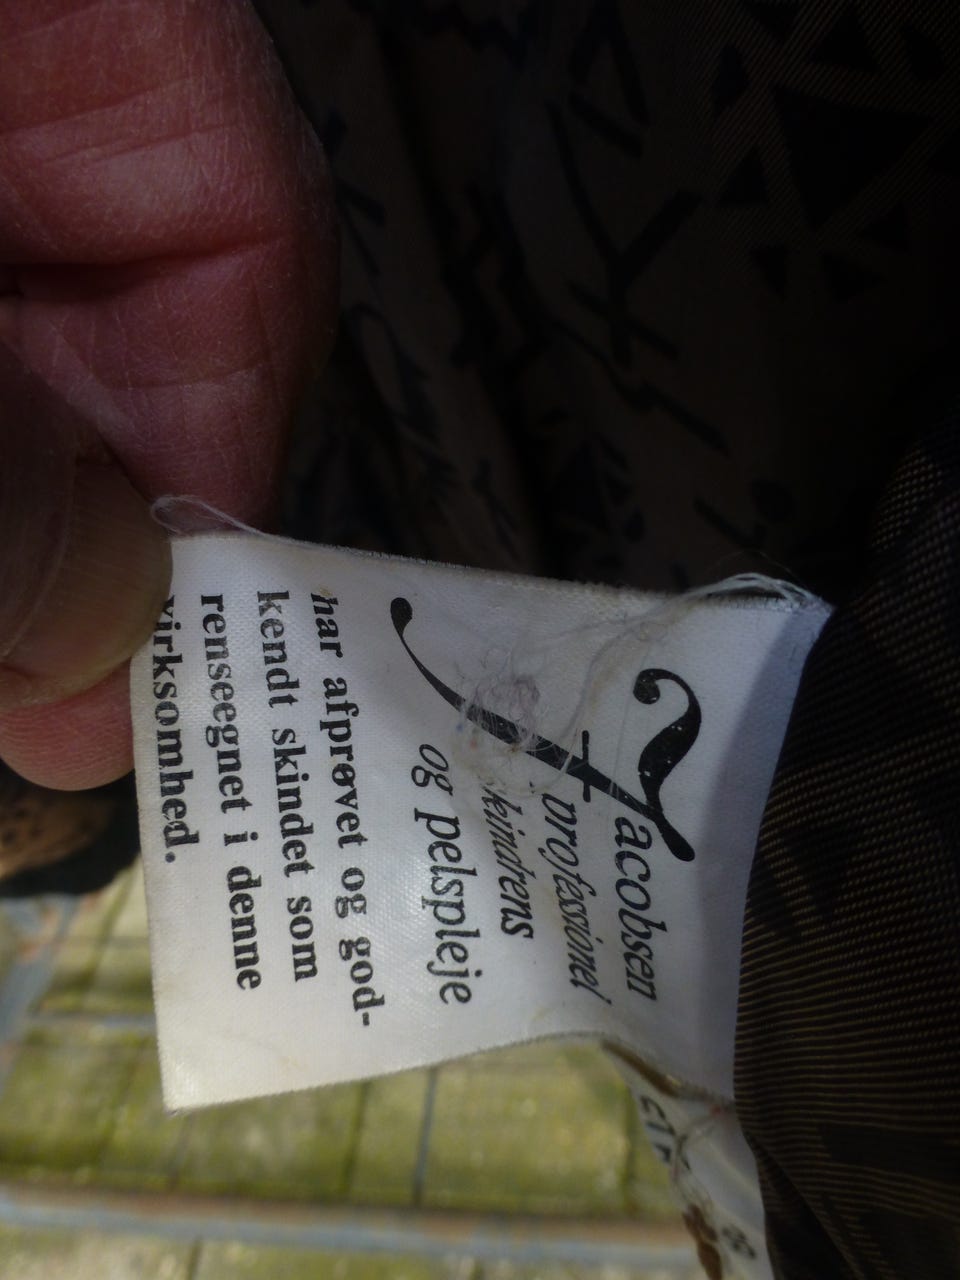 Jacobsen
professionel
skindrens
og pelspleje
har afprøvet og god-
kendt skindet som
renseegnet i denne
virksomhed.